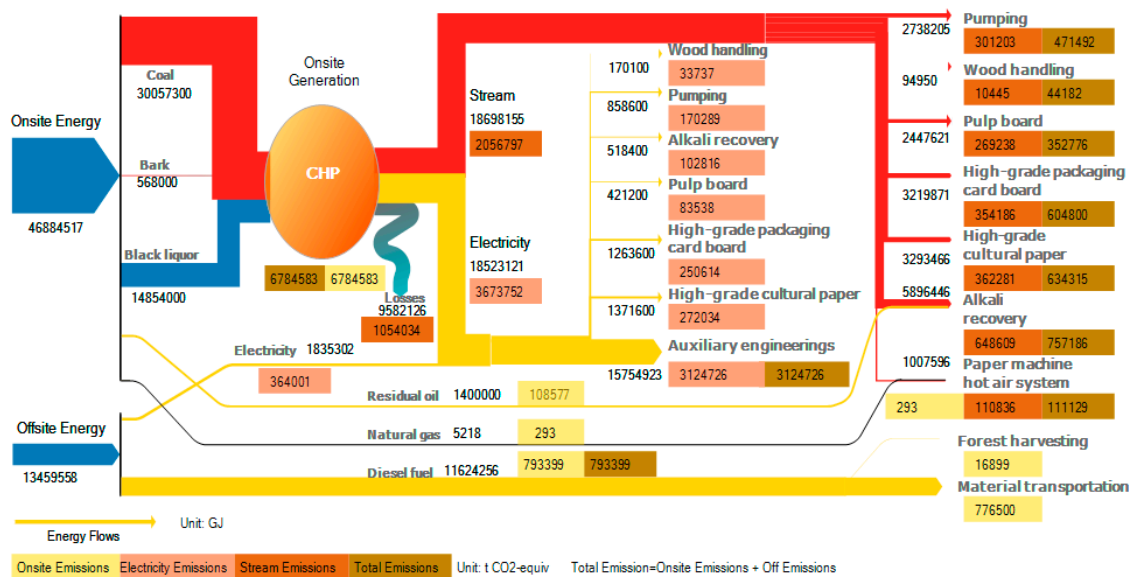 Onsite Energy
46884517
Coal
30057300
Bark
568000
Black liquor
14854000
Onsite
Generation
CHP
6784583 6784583
Losses
9582126
1054034
Stream
18698155
2056797
Electricity
18523121
3673752
Electricity 1835302
364001
Residual oil 1400000 108577
Natural gas 5218 293
Diesel fuel 11624256 793399 793399
Offsite Energy
13459558
Wood handling
170100 33737
Pumping
858600 170289
Alkali recovery
518400 102816
Pulp board
421200 83538
High-grade packaging
card board
1263600 250614
High-grade cultural paper
1371600 272034
Auxiliary engineerings
15754923 3124726 3124726
Pumping
2738205
301203 471492
Wood handling
94950
10445 44182
Pulp board
2447621
269238 352776
High-grade packaging
card board
3219871
354186 604800
High-grade
cultural paper
3293466
362281 634315
5896446
Alkali
recovery
648609 757186
1007596
Paper machine
hot air system
293 110836 111129
Forest harvesting
16899
Material transportation
776500
Unit: GJ
Energy Flows
Onsite Emissions Electricity Emissions Stream Emissions Total Emissions Unit: t CO2-equiv Total Emission=Onsite Emissions + Off Emissions